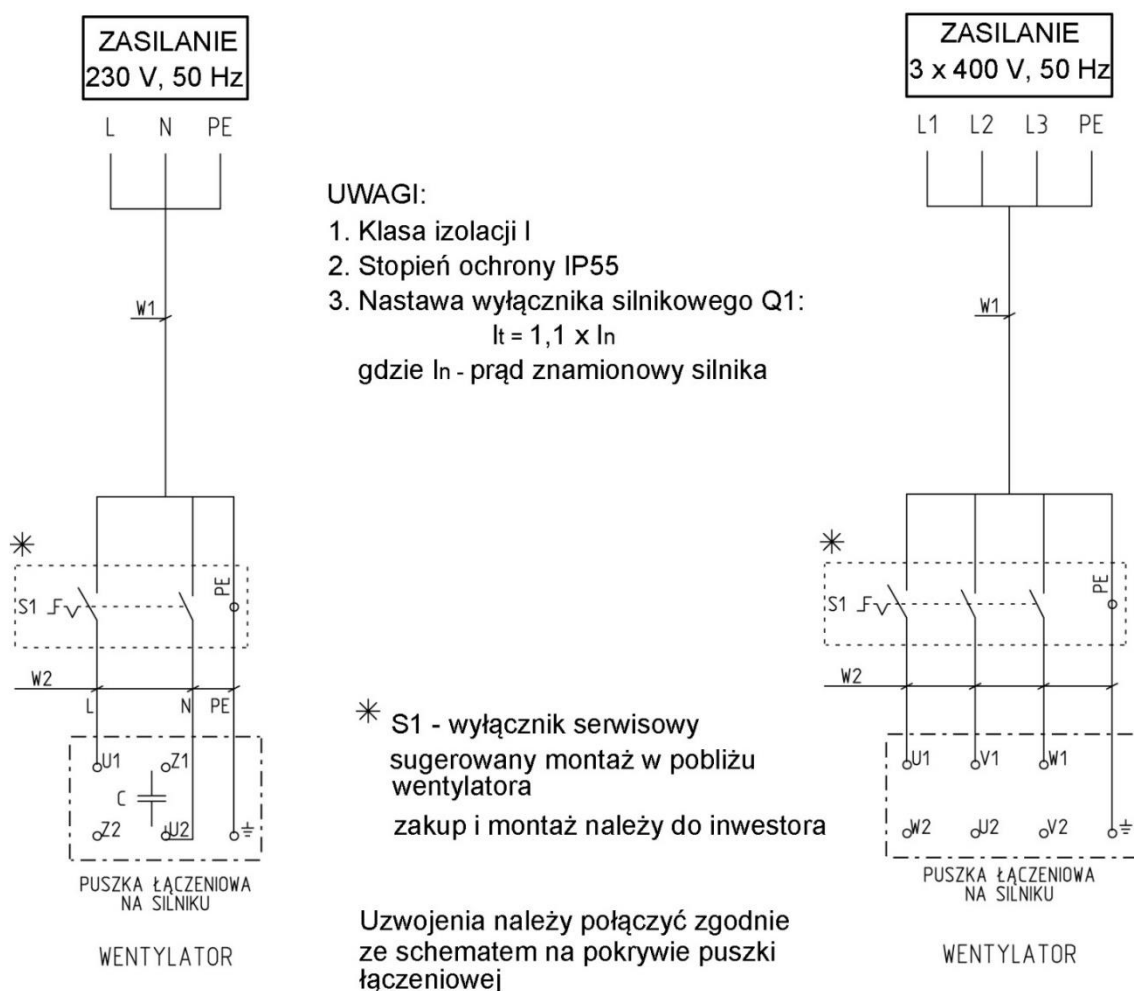 ZASILANIE
230 V, 50 Hz
L N PE
W1
S1
PE
W2
L N PE
U1 Z1
C
Z2 U2
PUSZKA ŁĄCZENIOWA
NA SILNIKU
WENTYLATOR
UWAGI:
1. Klasa izolacji I
2. Stopień ochrony IP55
3. Nastawa wyłącznika silnikowego Q1:
It = 1,1 x In
gdzie In - prąd znamionowy silnika
* S1 - wyłącznik serwisowy
sugerowany montaż w pobliżu
wentylatora
zakup i montaż należy do inwestora
Uzwojenia należy połączyć zgodnie
ze schematem na pokrywie puszki
łączeniowej
ZASILANIE
3 x 400 V, 50 Hz
L1 L2 L3 PE
W1
*
S1
PE
W2
U1 V1 W1
W2 U2 V2
PUSZKA ŁĄCZENIOWA
NA SILNIKU
WENTYLATOR